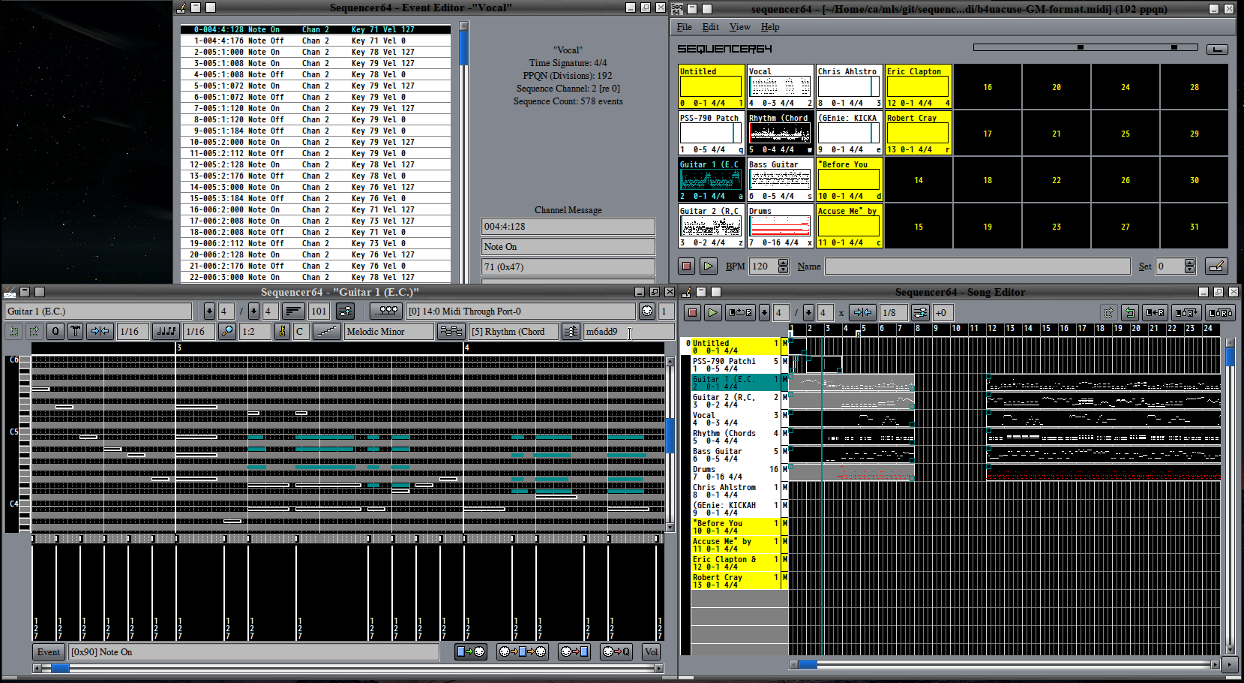 Sequencer64 - Event Editor -"Vocal"
0-004:4:128 Note On Chan 2 Key 71 Vel 127
1-004:4:176 Note Off Chan 2 Key 71 Vel 0
2-005:1:000 Note On Chan 2 Key 78 Vel 127
3-005:1:008 Note On Chan 2 Key 79 Vel 127
4-005:1:008 Note Off Chan 2 Key 78 Vel 0
5-005:1:072 Note On Chan 2 Key 79 Vel 127
6-005:1:072 Note Off Chan 2 Key 79 Vel 0
7-005:1:120 Note On Chan 2 Key 79 Vel 127
8-005:1:120 Note Off Chan 2 Key 79 Vel 0
9-005:1:184 Note Off Chan 2 Key 79 Vel 0
10-005:2:000 Note On Chan 2 Key 79 Vel 127
11-005:2:112 Note Off Chan 2 Key 79 Vel 0
12-005:2:128 Note On Chan 2 Key 78 Vel 127
13-005:2:176 Note Off Chan 2 Key 78 Vel 0
14-005:3:000 Note On Chan 2 Key 76 Vel 127
15-005:3:184 Note Off Chan 2 Key 76 Vel 0
16-006:2:000 Note On Chan 2 Key 71 Vel 127
17-006:2:008 Note On Chan 2 Key 73 Vel 127
18-006:2:008 Note Off Chan 2 Key 71 Vel 0
19-006:2:112 Note Off Chan 2 Key 73 Vel 0
20-006:2:128 Note On Chan 2 Key 76 Vel 127
21-006:2:176 Note Off Chan 2 Key 76 Vel 0
22-006:3:000 Note On Chan 2 Key 78 Vel 127
"Vocal"
Time Signature: 4/4
PPQN (Divisions): 192
Sequence Channel: 2 [re 0]
Sequence Count: 578 events
Channel Message
004:4:128
Note On
71 (0x47)
Seq 64
sequencer64 - [~/Home/ca/mls/git/sequenc...di/b4uacuse-GM-format.midi] (192 ppqn)
File Edit View Help
SEQUENCER64
Untitled
0 0-1 4/4 1
Vocal
4 0-3 4/4 2
Chris Ahlstro
8 0-1 4/4 3
Eric Clapton
12 0-1 4/4 4
16 20 24 28
PSS-790 Patch
1 0-5 4/4 q
Rhythm (Chord
5 0-4 4/4 w
(GEnie: KICKA
9 0-1 4/4 e
Robert Cray
13 0-1 4/4 r
17 21 25 29
Guitar 1 (E.C
2 0-1 4/4 a
Bass Guitar
6 0-5 4/4 s
"Before You
10 0-1 4/4 d
14 18 22 26 30
Guitar 2 (R,C
3 0-2 4/4 z
Drums
7 0-16 4/4 x
Accuse Me" by
11 0-1 4/4 c
15 19 23 27 31
BPM 120 Name Set 0
Sequencer64 - "Guitar 1 (E.C.)
Guitar 1 (E.C.) 4 / 4 101 [0] 14:0 Midi Through Port-0 1
Q T 1/16 1/16 1:2 C Melodic Minor [5] Rhythm (Chord m6add9
3 4
C6
C5
C4
127 127 127 127 127 127 127 127 127 127 127 127 127 127 127 127 127 127
Event [0x90] Note On Q Vol
Sequencer64 - Song Editor
4 / 4 x 1/8 +0
1 2 3 4 5 6 7 8 9 10 11 12 13 14 15 16 17 18 19 20 21 22 23 24
0 Untitled 1 M
0 0-1 4/4
PSS-790 Patchi 5 M
1 0-5 4/4
Guitar 1 (E.C. 1 M
2 0-1 4/4
Guitar 2 (R,C, 2 M
3 0-2 4/4
Vocal 3 M
4 0-3 4/4
Rhythm (Chords 4 M
5 0-4 4/4
Bass Guitar 5 M
6 0-5 4/4
Drums 16 M
7 0-16 4/4
Chris Ahlstrom 1 M
8 0-1 4/4
(GEnie: KICKAH 1 M
9 0-1 4/4
"Before You 1 M
10 0-1 4/4
Accuse Me" by 1 M
11 0-1 4/4
Eric Clapton & 1 M
12 0-1 4/4
Robert Cray 1 M
13 0-1 4/4